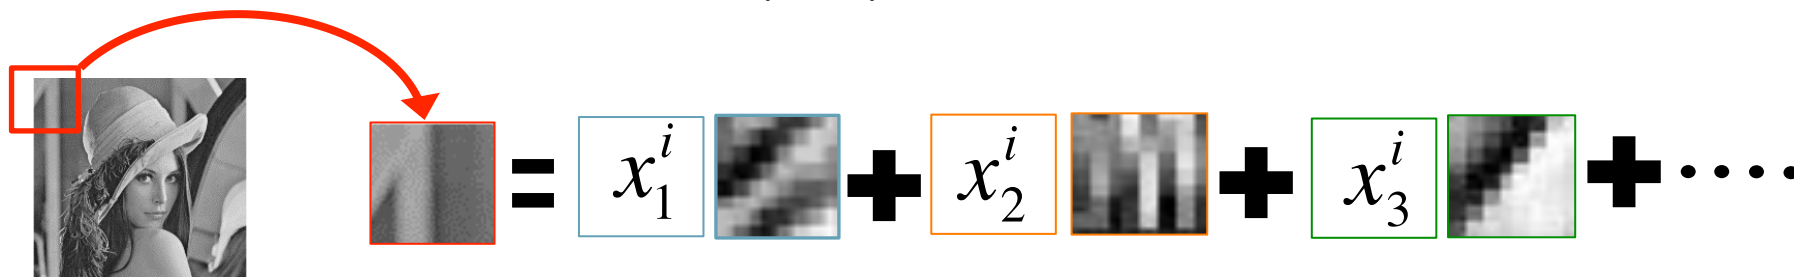 = x_1^i + x_2^i + x_3^i + ....